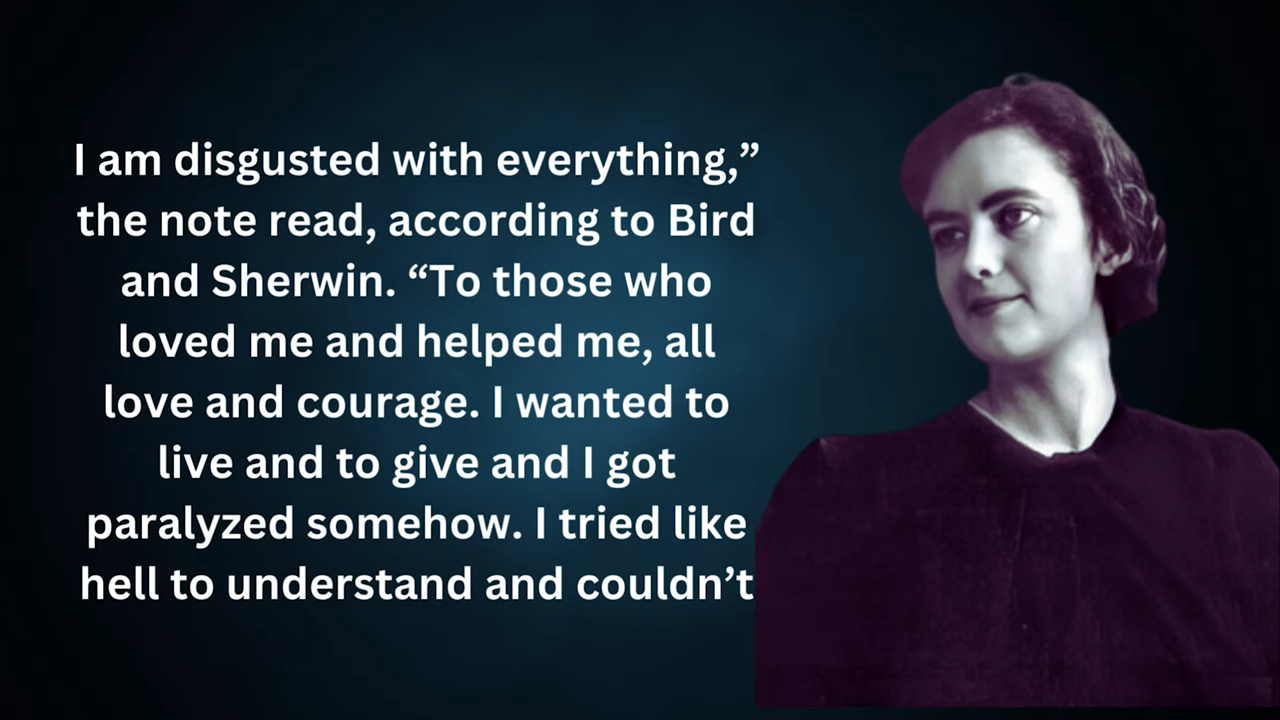 I am disgusted with everything,”
the note read, according to Bird
and Sherwin. “To those who
loved me and helped me, all
love and courage. I wanted to
live and to give and I got
paralyzed somehow. I tried like
hell to understand and couldn’t